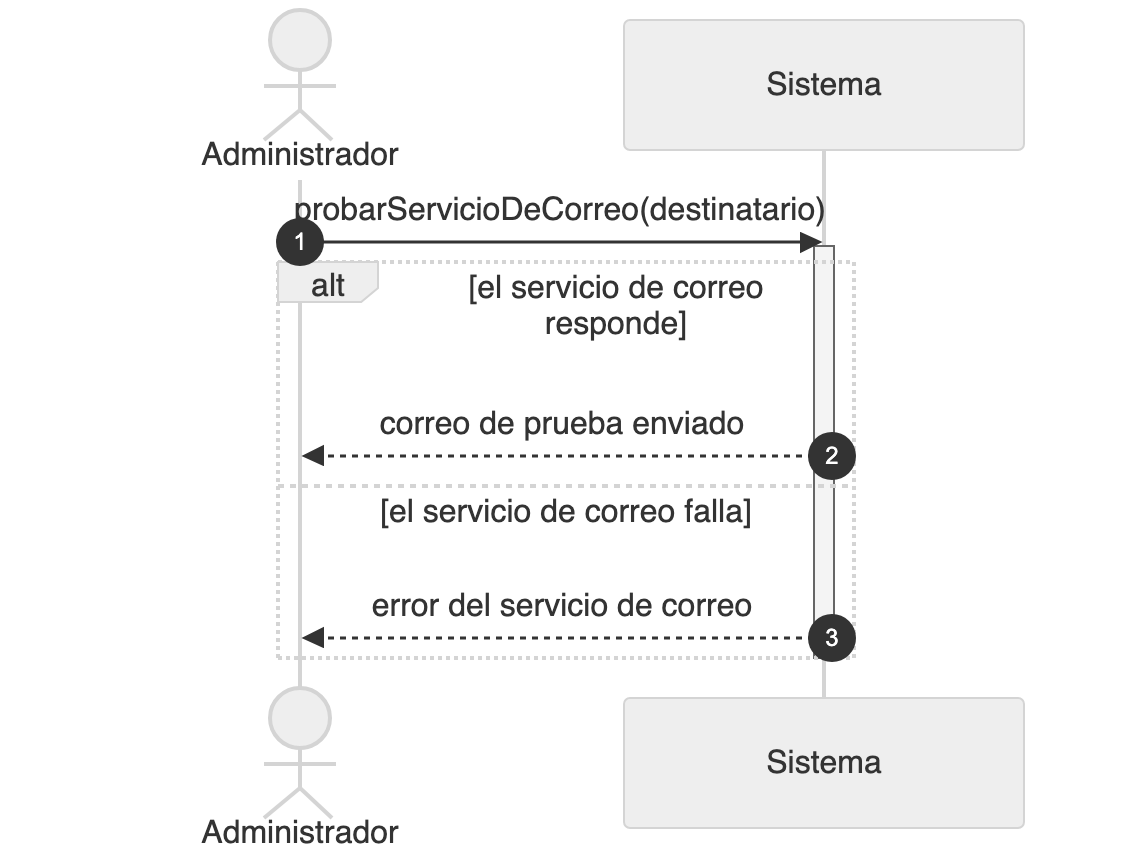 Administrador
Sistema
probarServicioDeCorreo(destinatario)
1
alt
[el servicio de correo
responde]
correo de prueba enviado
2
[el servicio de correo falla]
error del servicio de correo
3
Administrador
Sistema